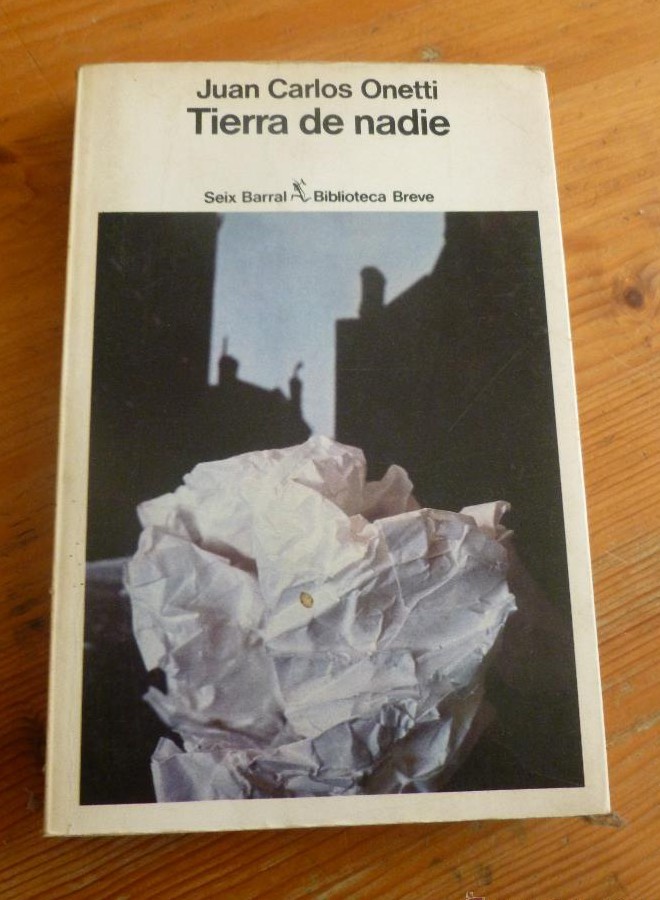 Juan Carlos Onetti
Tierra de nadie
Seix Barral Biblioteca Breve